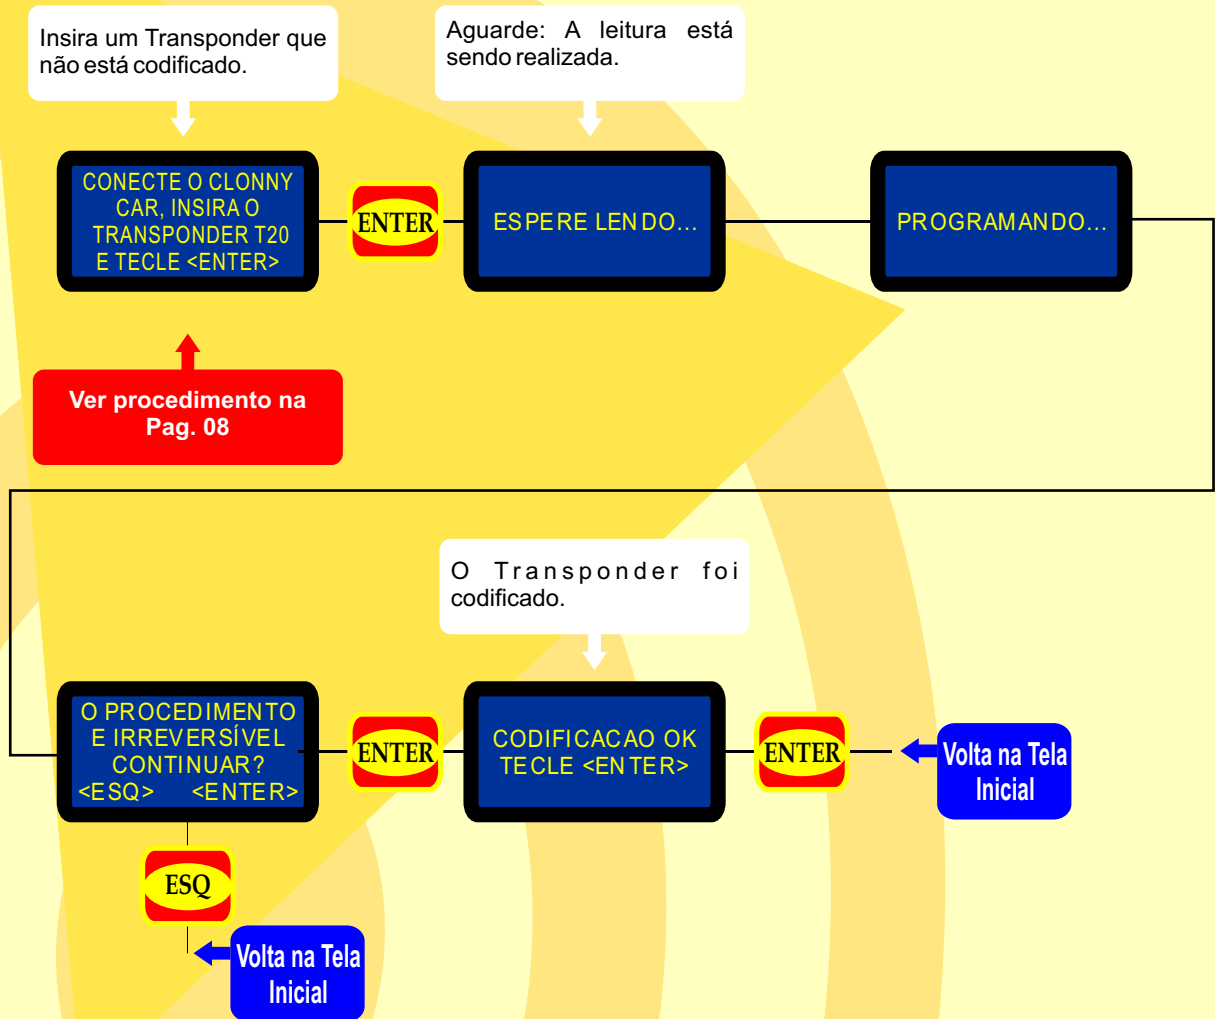 Insira um Transponder que
não está codificado.
Aguarde: A leitura está
sendo realizada.
CONECTE O CLONNY
CAR, INSIRA O
TRANSPONDER T20
E TECLE <ENTER>
ENTER
ESPERE LENDO...
PROGRAMANDO...
Ver procedimento na
Pag. 08
O Transponder foi
codificado.
O PROCEDIMENTO
E IRREVERSÍVEL
CONTINUAR?
<ESQ> <ENTER>
ENTER
CODIFICACAO OK
TECLE <ENTER>
ENTER
Volta na Tela
Inicial
ESQ
Volta na Tela
Inicial